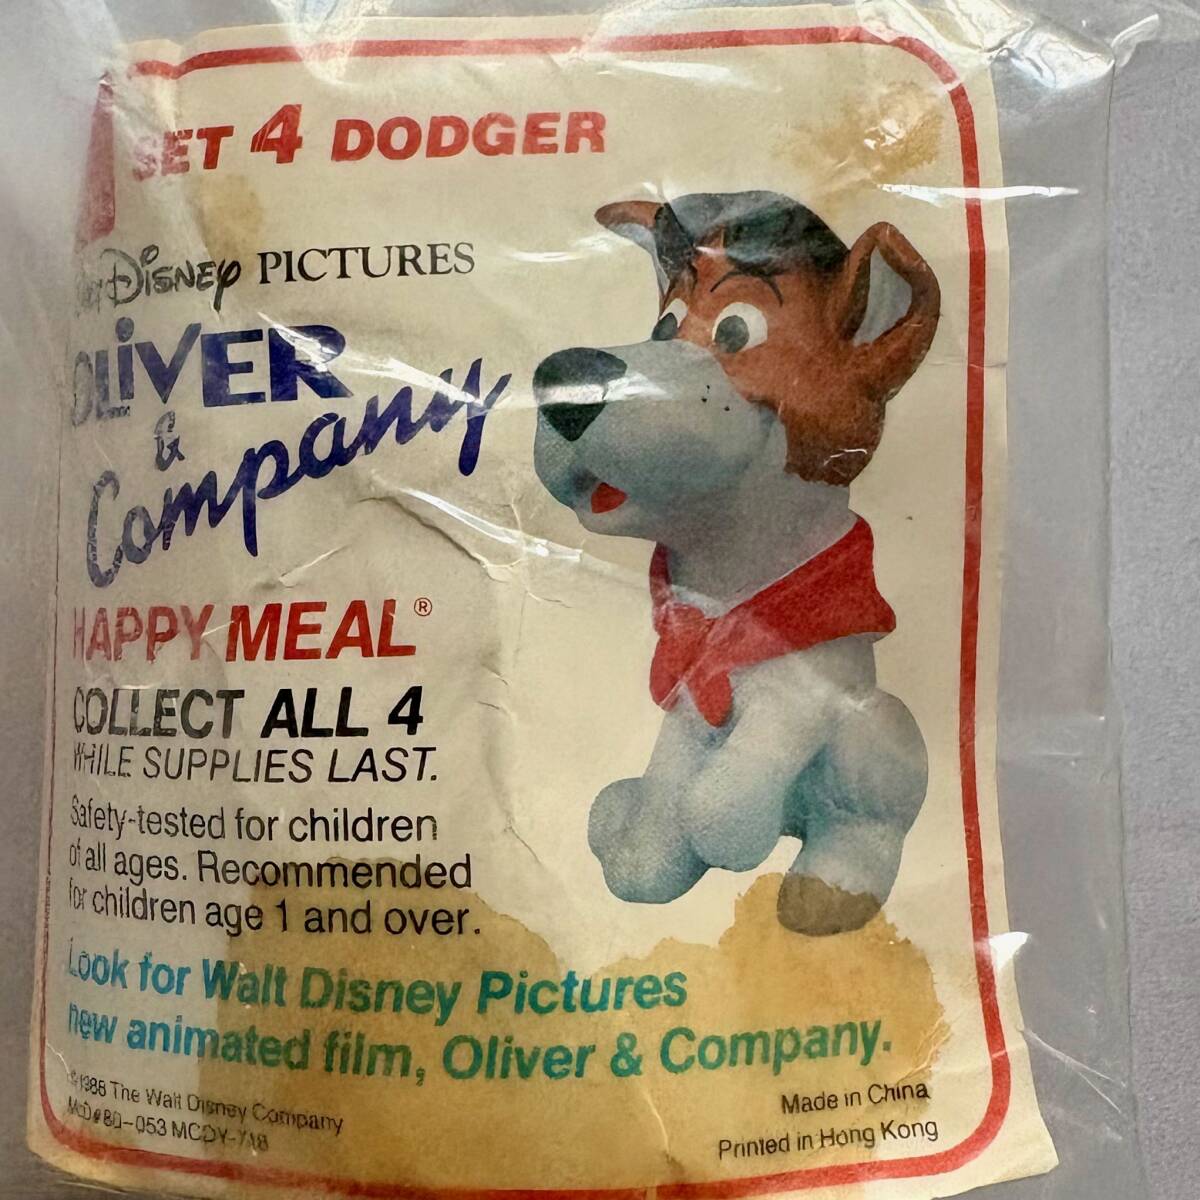 SET 4 DODGER
Walt Disney PICTURES
OLiVER
&
Company
HAPPY MEAL®
COLLECT ALL 4
WHILE SUPPLIES LAST.
Safety-tested for children
of all ages. Recommended
for children age 1 and over.
Look for Walt Disney Pictures
new animated film, Oliver & Company.
©1988 The Walt Disney Company
Made in China
Printed in Hong Kong